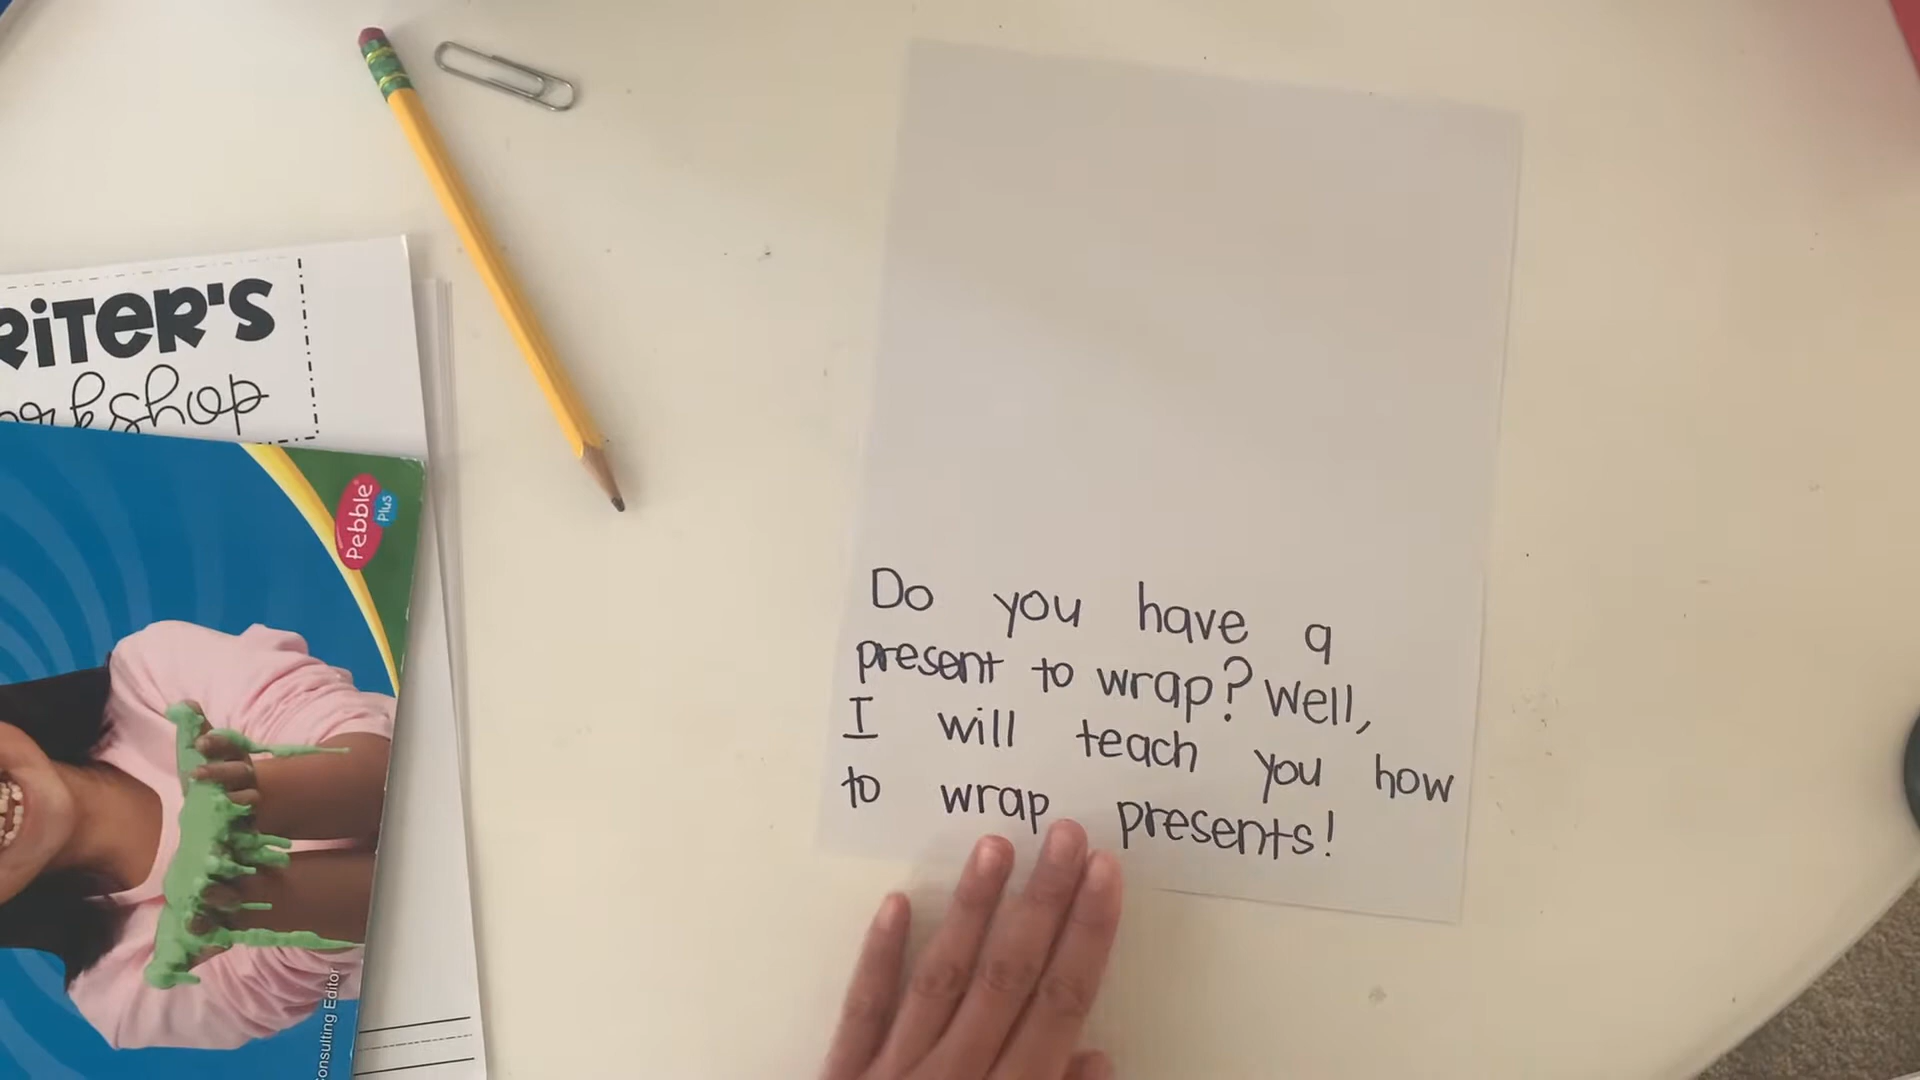 RITER'S
orkshop
Pebble
Plus
Consulting Editor
Do you have a
present to wrap? Well,
I will teach you how
to wrap presents!